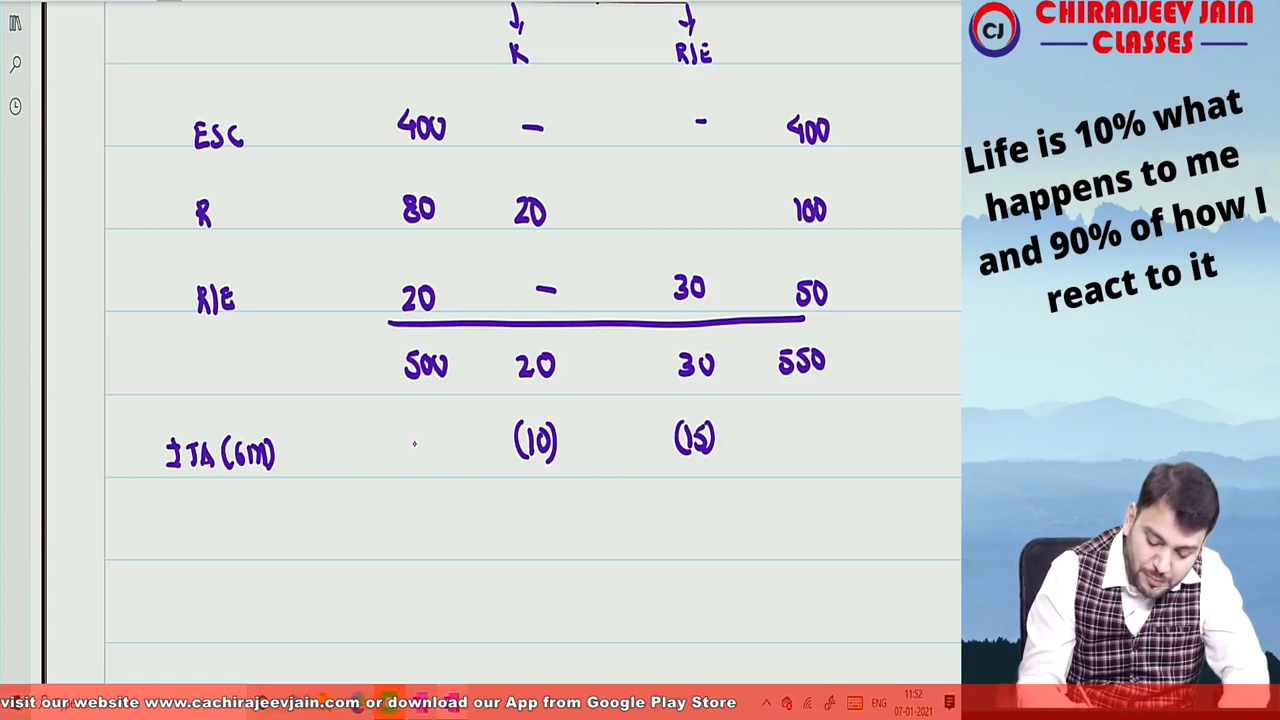 CHIRANJEEV JAIN
CLASSES
CJ
Life is 10% what
happens to me
and 90% of how I
react to it
R R/E
ESC 400 - - 400
R 80 20 100
R/E 20 - 30 50
500 20 30 550
± TA (6m) (10) (15)
visit our website www.cachirajeevjain.com or download our App from Google Play Store
ENG
11:52
07-01-2021